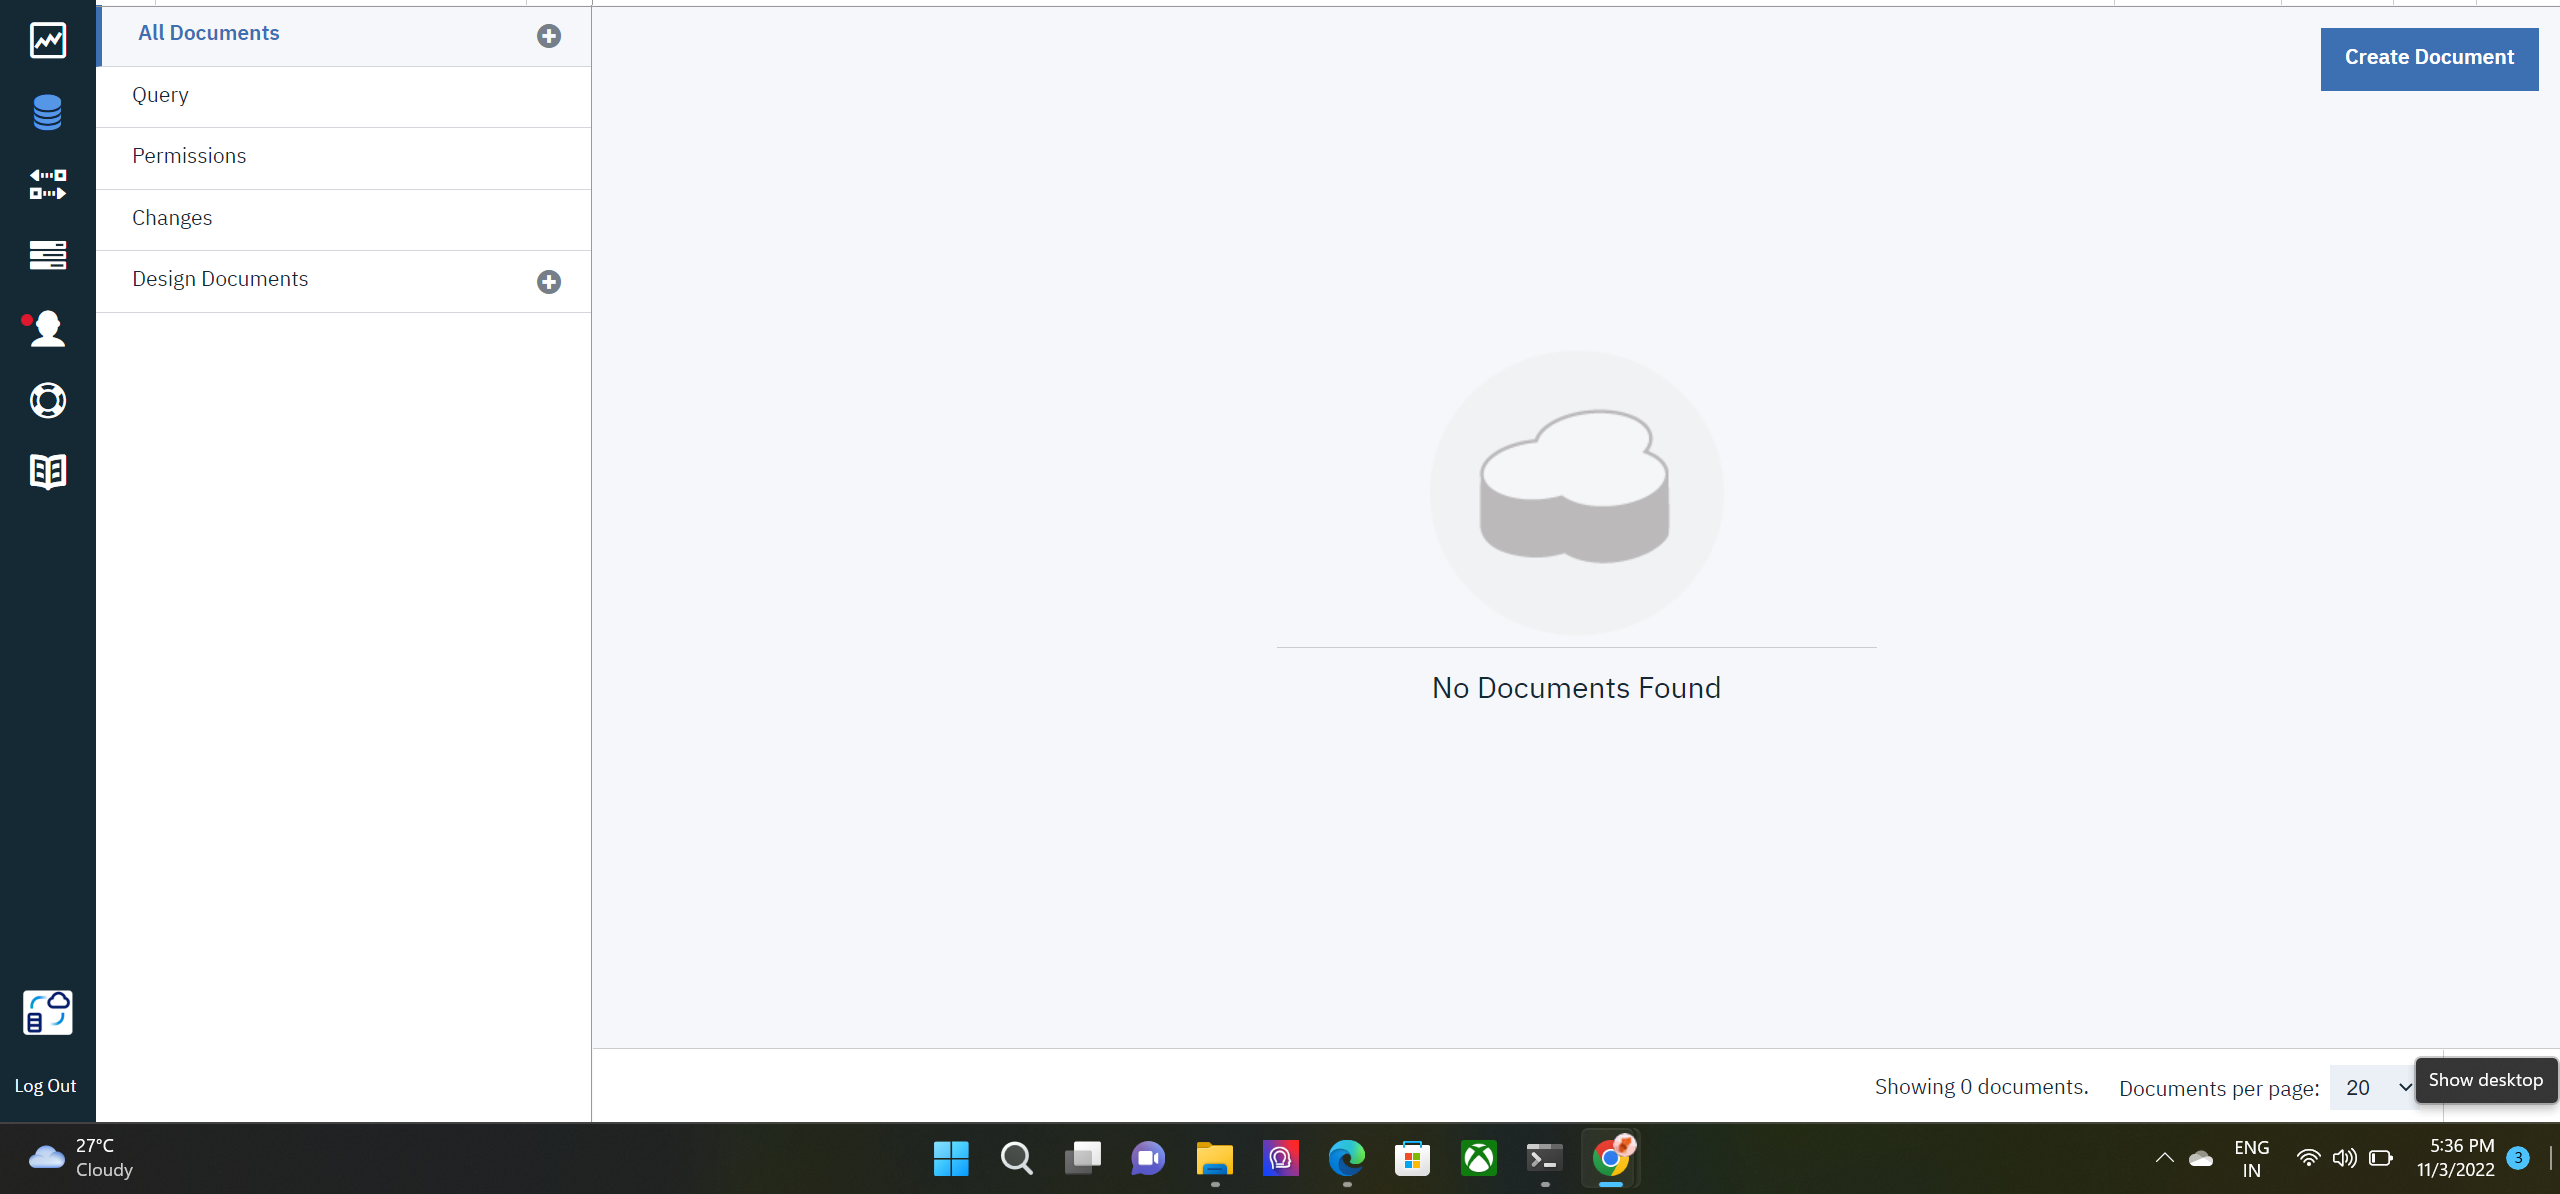 All Documents
Create Document
Query
Permissions
Changes
Design Documents
No Documents Found
Log Out
Showing 0 documents. Documents per page: 20
Show desktop
27°C
Cloudy
ENG
IN
5:36 PM
11/3/2022
3